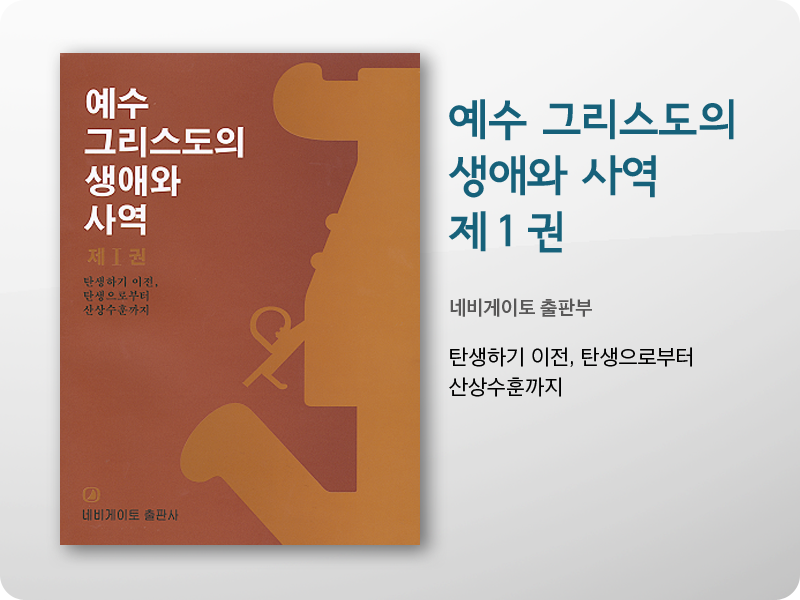 예수
그리스도의
생애와
사역
제 I 권
탄생하기 이전,
탄생으로부터
산상수훈까지
네비게이토 출판사
예수 그리스도의
생애와 사역
제 1 권
네비게이토 출판부
탄생하기 이전, 탄생으로부터
산상수훈까지